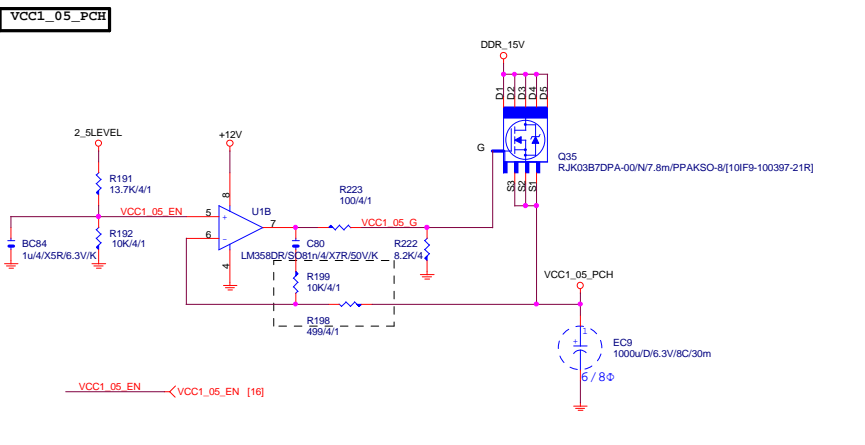 VCC1_05_PCH
DDR_15V
D1
D2
D3
D4
D5
G
Q35
RJK03B7DPA-00/N/7.8m/PPAKSO-8/[10IF9-100397-21R]
S3
S2
S1
2_5LEVEL
+12V
R191
13.7K/4/1
VCC1_05_EN
BC84
1u/4/X5R/6.3V/K
R192
10K/4/1
8
5
+
6
-
4
7
U1B
LM358DR/SO8
R223
100/4/1
VCC1_05_G
C80
1n/4/X7R/50V/K
R222
8.2K/4
R199
10K/4/1
R198
499/4/1
VCC1_05_PCH
1
+
EC9
1000u/D/6.3V/8C/30m
6/8Φ
VCC1_05_EN
VCC1_05_EN [16]